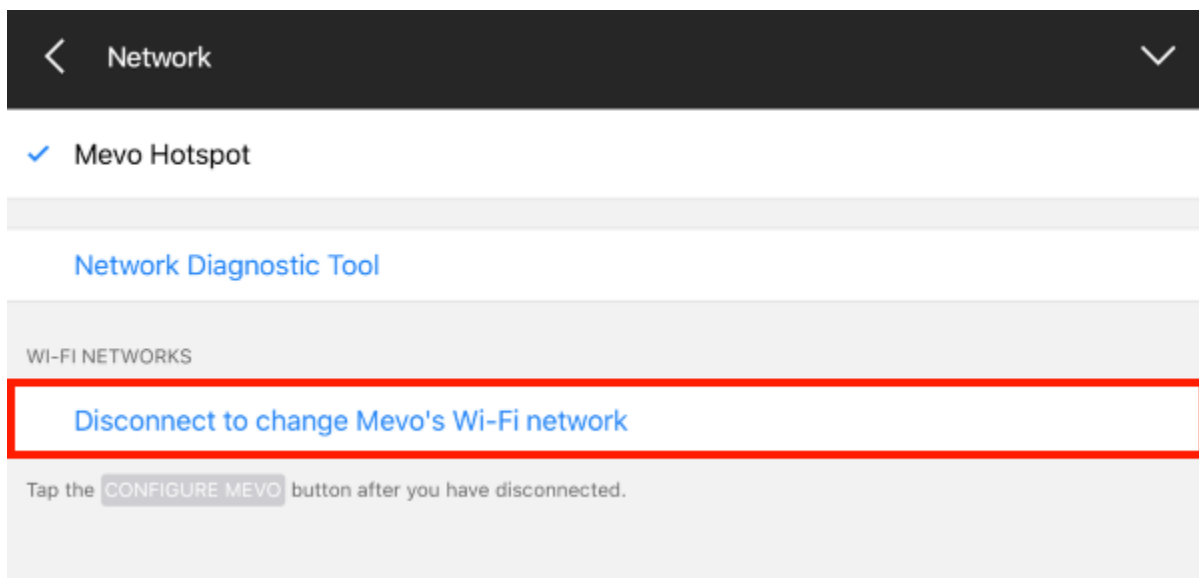 Network
Mevo Hotspot
Network Diagnostic Tool
WI-FI NETWORKS
Disconnect to change Mevo's Wi-Fi network
Tap the CONFIGURE MEVO button after you have disconnected.